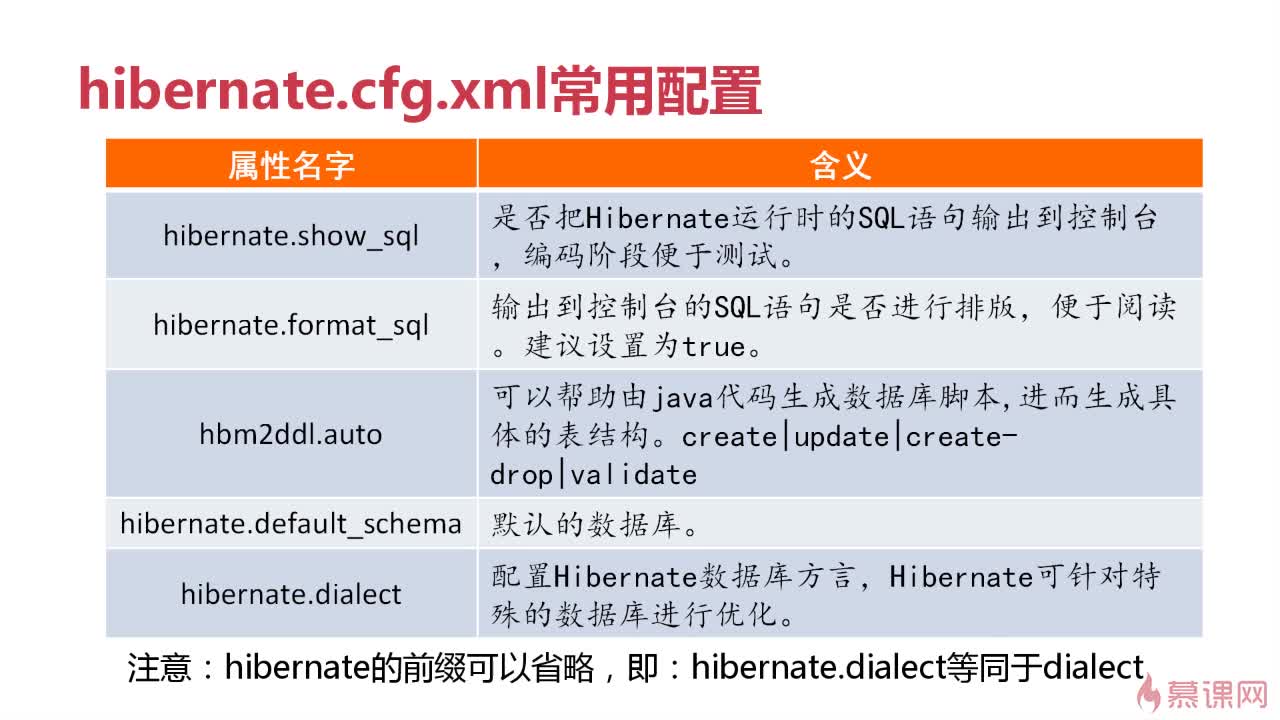 hibernate.cfg.xml常用配置
属性名字
含义
hibernate.show_sql
是否把Hibernate运行时的SQL语句输出到控制台
，编码阶段便于测试。
hibernate.format_sql
输出到控制台的SQL语句是否进行排版，便于阅读
。建议设置为true。
hbm2ddl.auto
可以帮助由java代码生成数据库脚本,进而生成具
体的表结构。create|update|create-
drop|validate
hibernate.default_schema
默认的数据库。
hibernate.dialect
配置Hibernate数据库方言，Hibernate可针对特
殊的数据库进行优化。
注意：hibernate的前缀可以省略，即：hibernate.dialect等同于dialect
慕课网